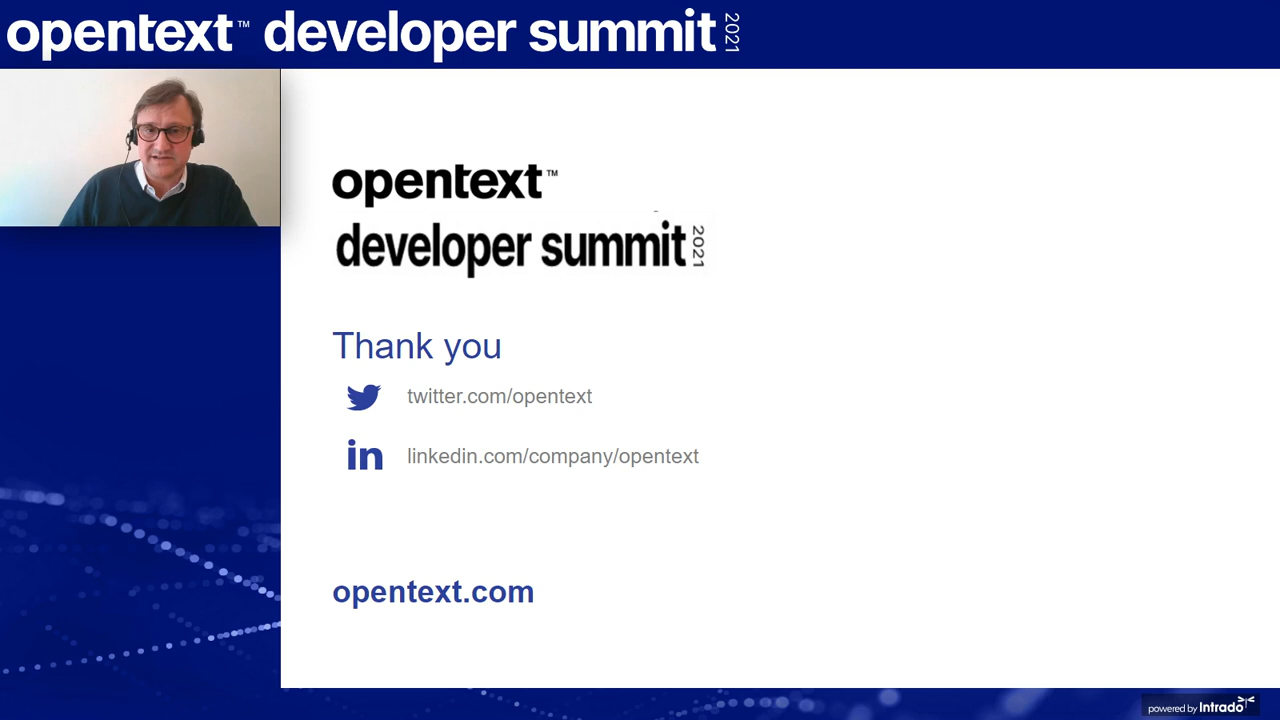 opentext™ developer summit 2021
opentext™
developer summit 2021
Thank you
twitter.com/opentext
in linkedin.com/company/opentext
opentext.com
powered by Intrado